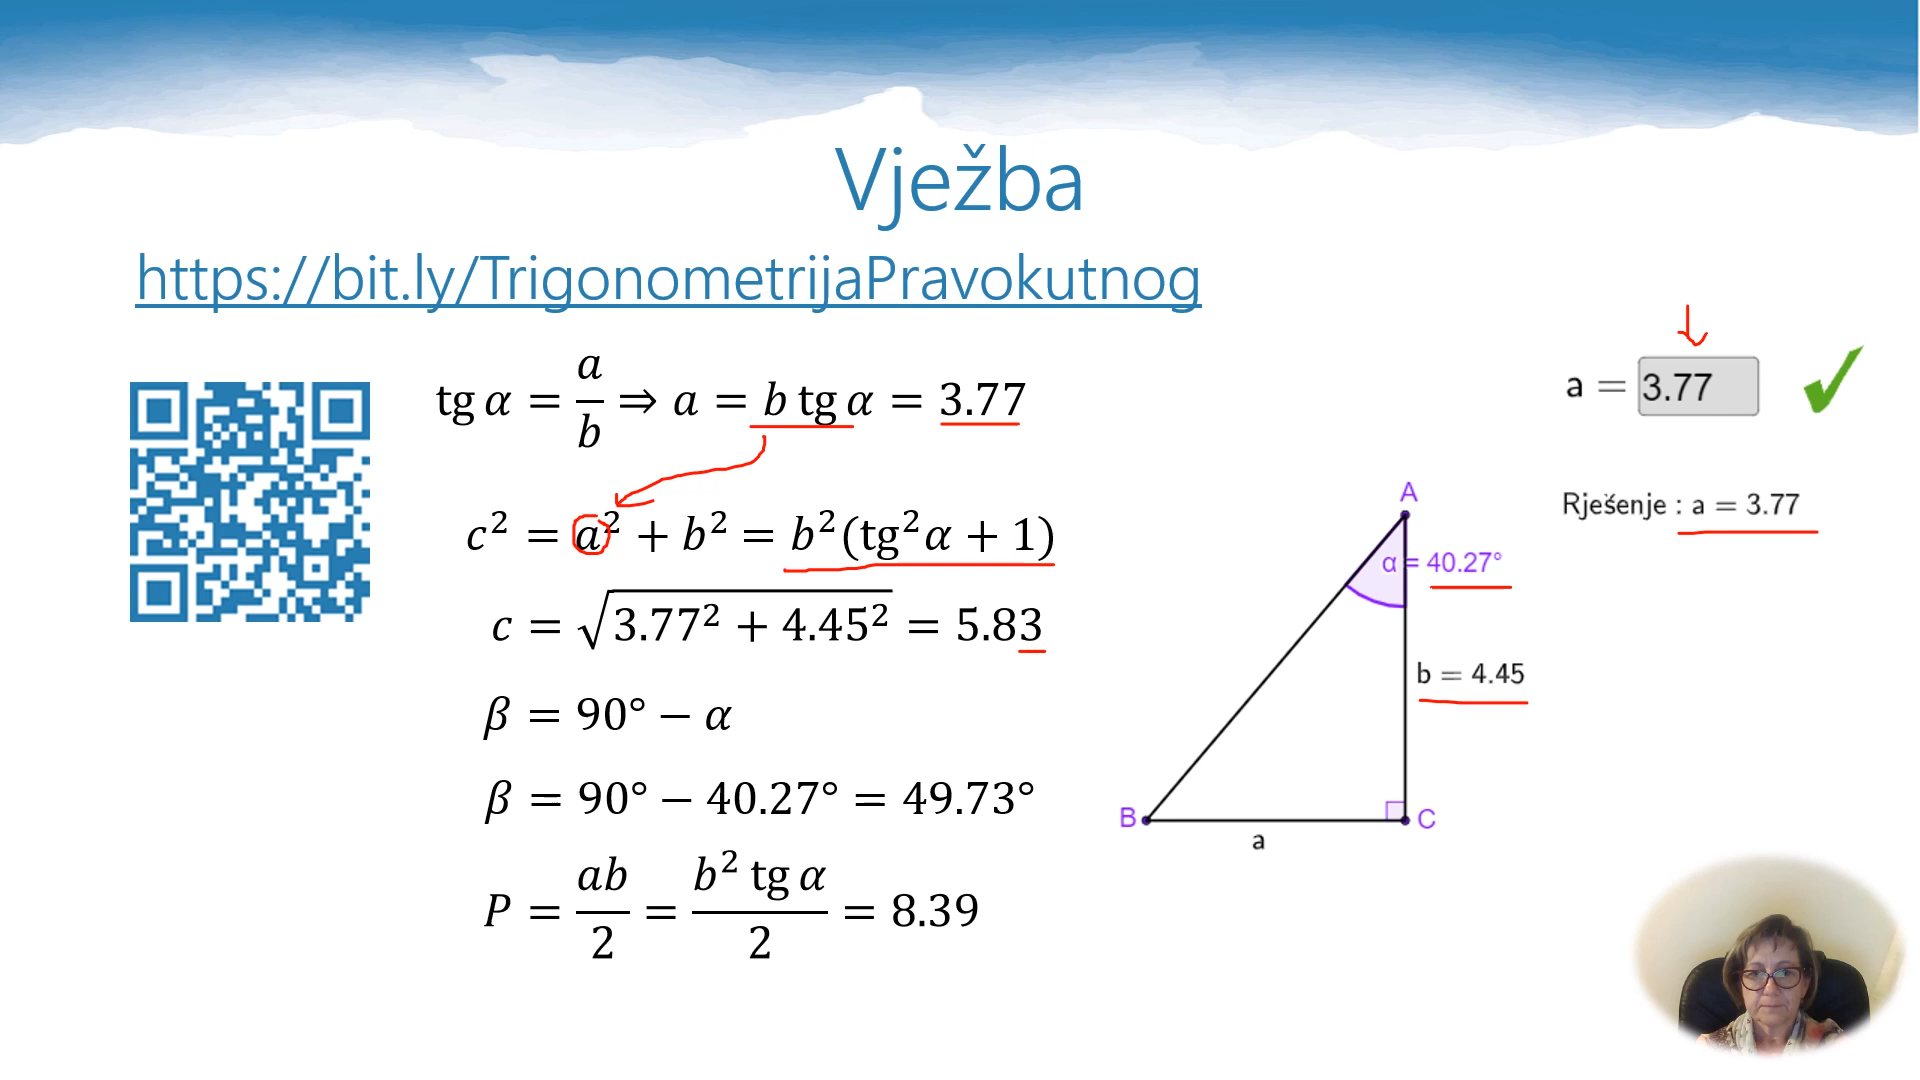 Vježba
https://bit.ly/TrigonometrijaPravokutnog
tg α = a/b ⇒ a = b tg α = 3.77
c² = a² + b² = b²(tg²α + 1)
c = √(3.77² + 4.45²) = 5.83
β = 90° − α
β = 90° − 40.27° = 49.73°
P = ab/2 = b² tg α/2 = 8.39
a = 3.77
Rješenje : a = 3.77
A
α = 40.27°
b = 4.45
B
C
a